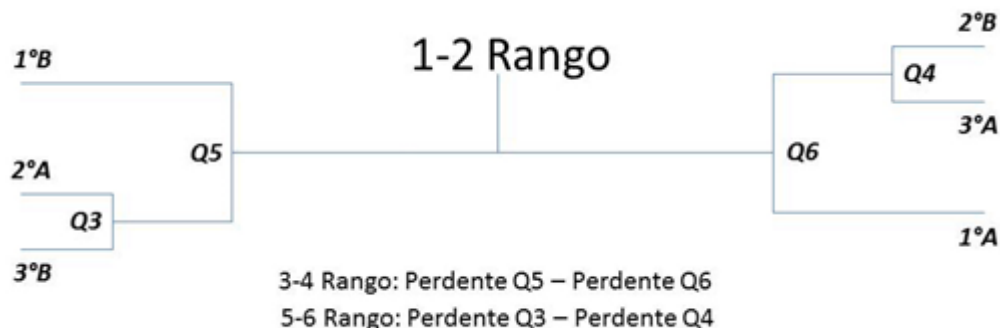 1-2 Rango
1°B
Q5
2°A
Q3
3°B
2°B
Q4
3°A
Q6
1°A
3-4 Rango: Perdente Q5 – Perdente Q6
5-6 Rango: Perdente Q3 – Perdente Q4